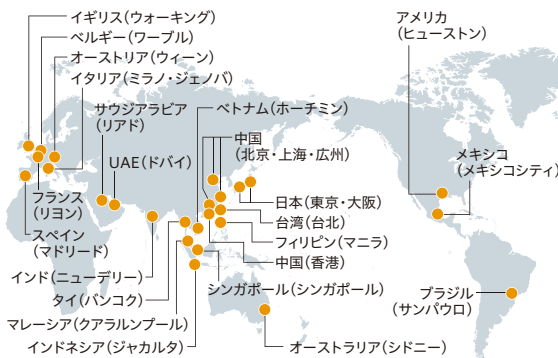 イギリス(ウォーキング)
ベルギー(ワーブル)
オーストリア(ウィーン)
イタリア(ミラノ・ジェノバ)
サウジアラビア
(リアド)
UAE(ドバイ)
ベトナム(ホーチミン)
中国
(北京・上海・広州)
アメリカ
(ヒューストン)
メキシコ
(メキシコシティ)
フランス
(リヨン)
スペイン
(マドリード)
インド(ニューデリー)
タイ(バンコク)
マレーシア(クアラルンプール)
インドネシア(ジャカルタ)
日本(東京・大阪)
台湾(台北)
フィリピン(マニラ)
中国(香港)
シンガポール(シンガポール)
オーストラリア(シドニー)
ブラジル
(サンパウロ)